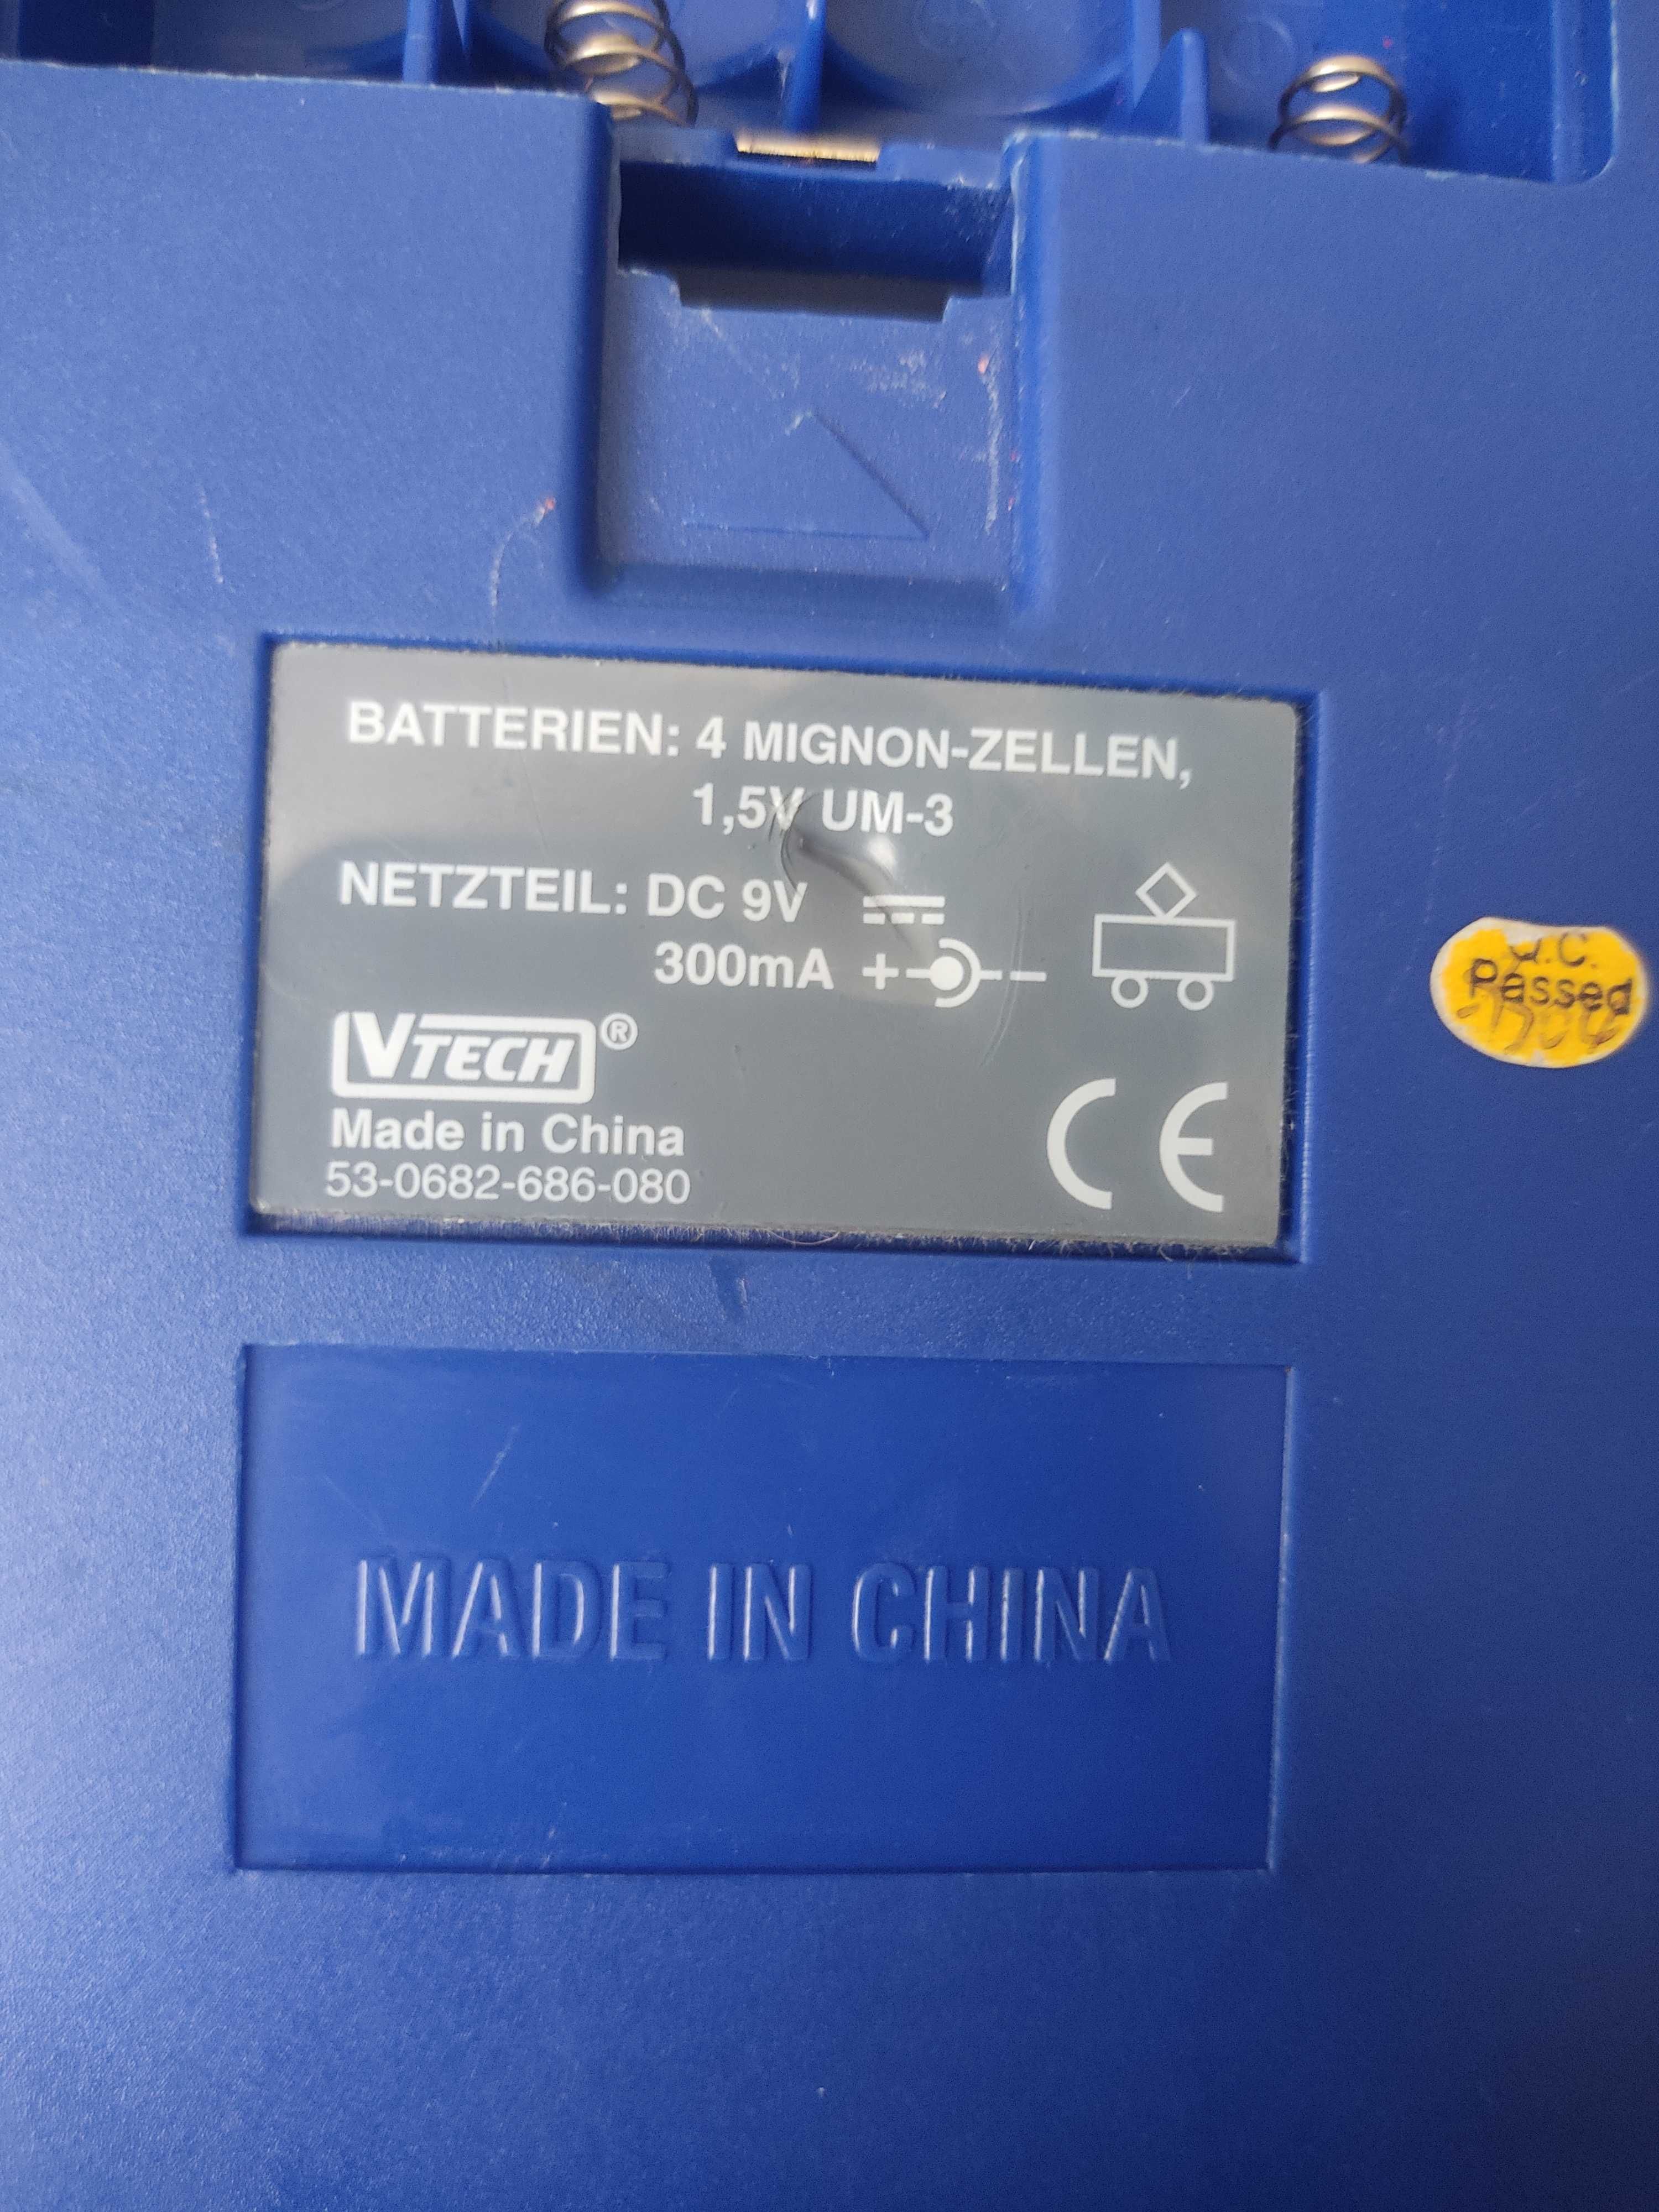 BATTERIEN: 4 MIGNON-ZELLEN,
1,5V UM-3
NETZTEIL: DC 9V
300mA + -
VTECH®
Made in China
53-0682-686-080
CE
Q.C.
Passed
MADE IN CHINA